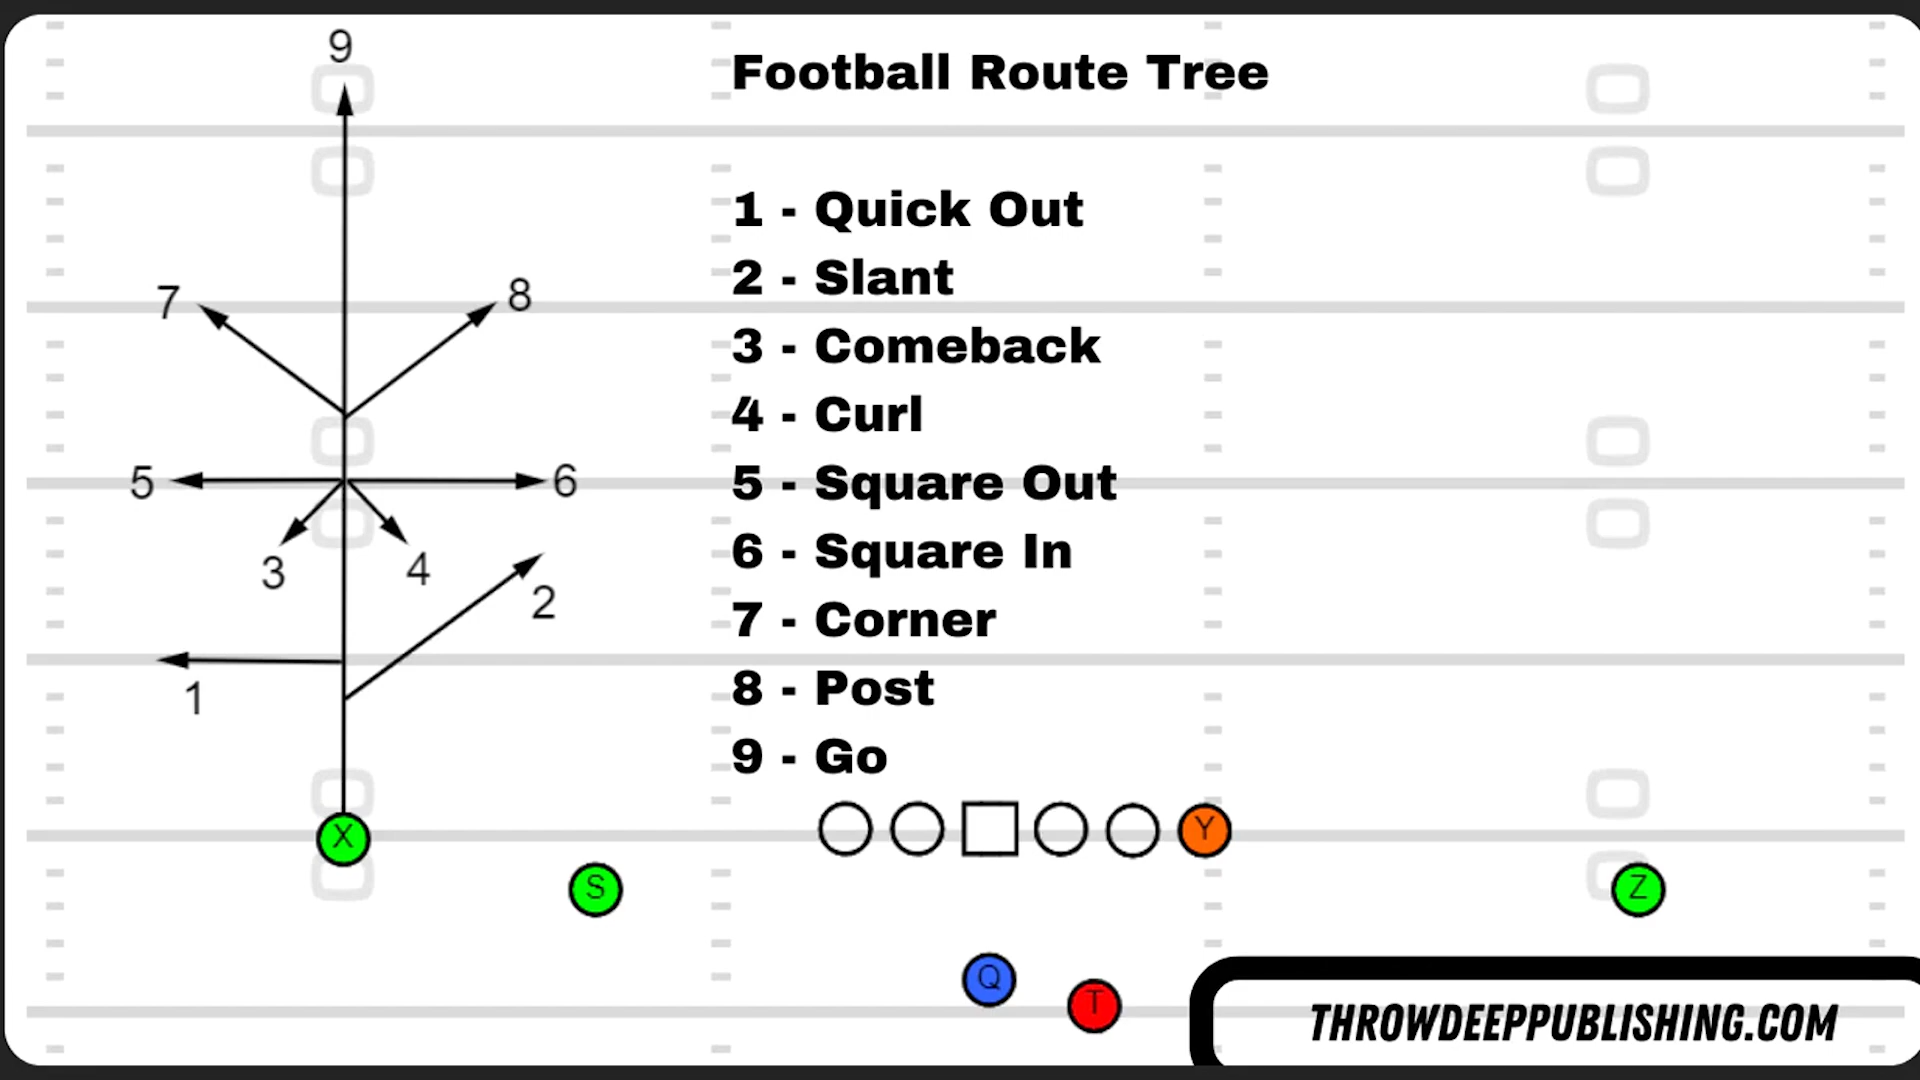 9
Football Route Tree
1 - Quick Out
7
8
2 - Slant
3 - Comeback
4 - Curl
5
6
5 - Square Out
3
4
6 - Square In
2
7 - Corner
1
8 - Post
9 - Go
X
Y
S
Z
Q
T
THROWDEEPPUBLISHING.COM